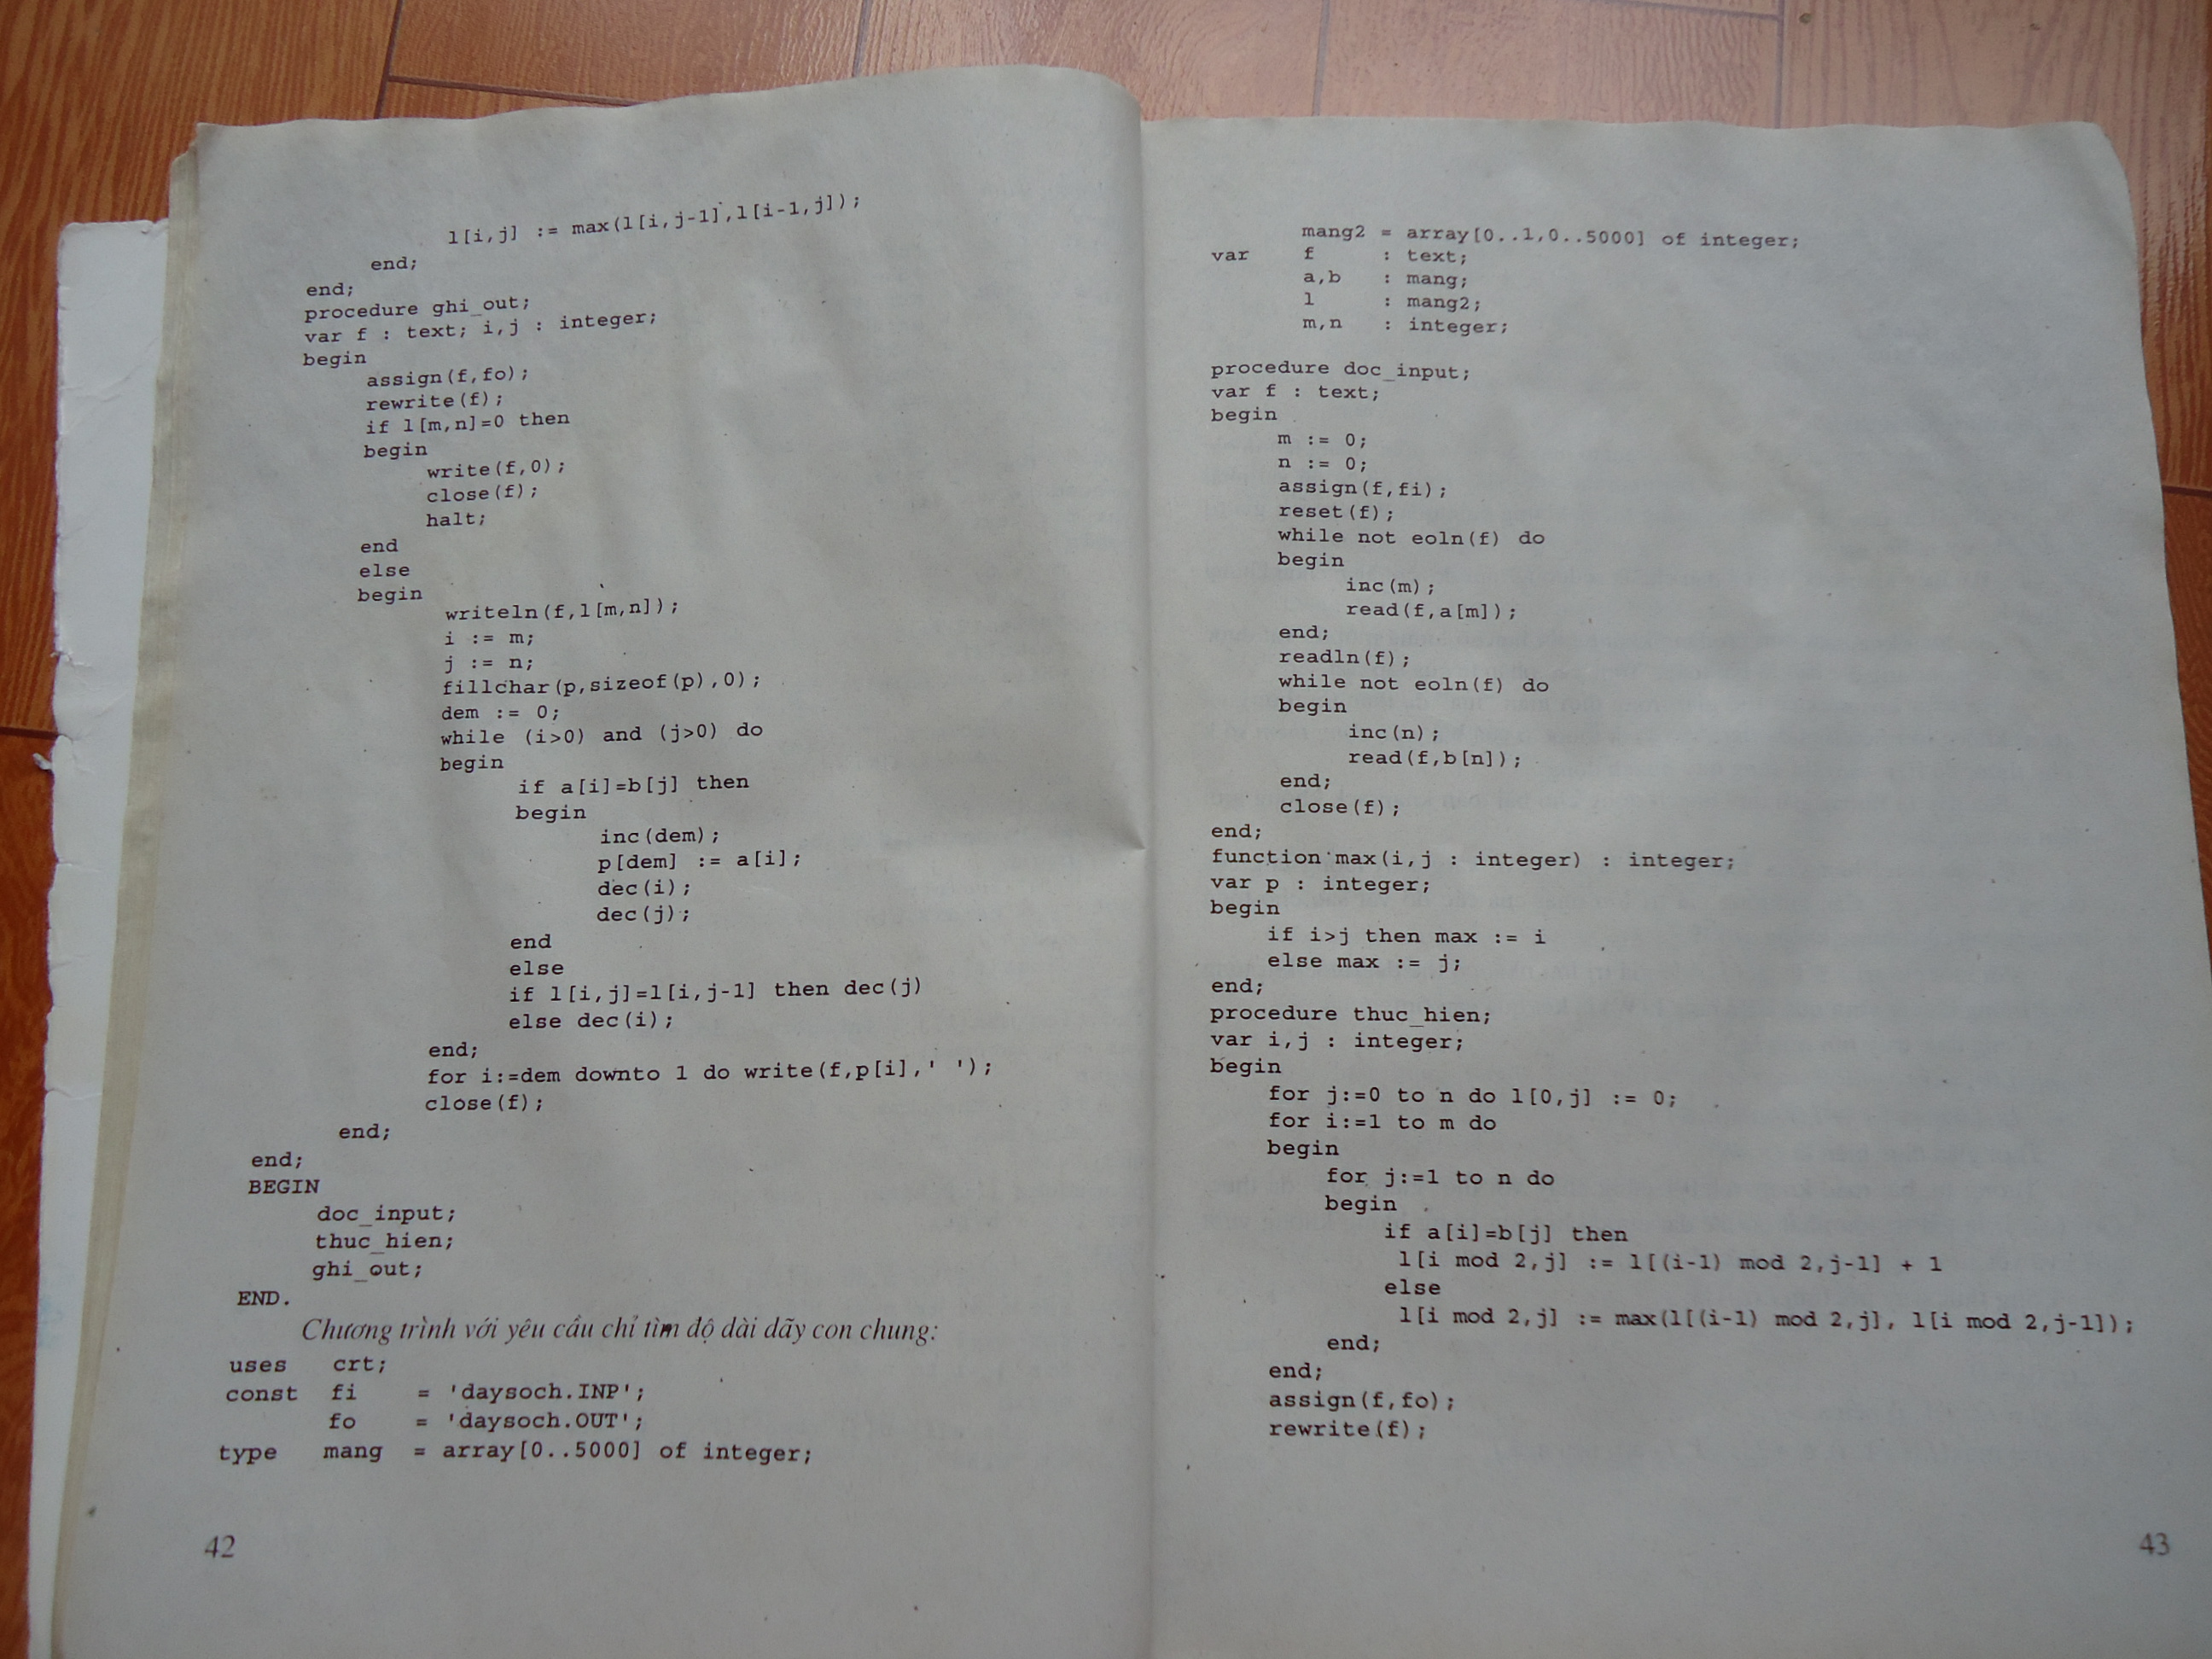 l[i,j] := max(l[i,j-1],l[i-1,j]);
end;
end;
procedure ghi_out;
var f : text; i,j : integer;
begin
assign(f,fo);
rewrite(f);
if l[m,n]=0 then
begin
write(f,0);
close(f);
halt;
end
else
begin
writeln(f,l[m,n]);
i := m;
j := n;
fillchar(p,sizeof(p),0);
dem := 0;
while (i>0) and (j>0) do
begin
if a[i]=b[j] then
begin
inc(dem);
p[dem] := a[i];
dec(i);
dec(j);
end
else
if l[i,j]=l[i,j-1] then dec(j)
else dec(i);
end;
for i:=dem downto 1 do write(f,p[i],' ');
close(f);
end;
end;
BEGIN
doc_input;
thuc_hien;
ghi_out;
END.
Chương trình với yêu cầu chỉ tìm độ dài dãy con chung:
uses crt;
const fi = 'daysoch.INP';
fo = 'daysoch.OUT';
type mang = array[0..5000] of integer;
42
mang2 = array[0..1,0..5000] of integer;
var f : text;
a,b : mang;
l : mang2;
m,n : integer;
procedure doc_input;
var f : text;
begin
m := 0;
n := 0;
assign(f,fi);
reset(f);
while not eoln(f) do
begin
inc(m);
read(f,a[m]);
end;
readln(f);
while not eoln(f) do
begin
inc(n);
read(f,b[n]);
end;
close(f);
end;
function max(i,j : integer) : integer;
var p : integer;
begin
if i>j then max := i
else max := j;
end;
procedure thuc_hien;
var i,j : integer;
begin
for j:=0 to n do l[0,j] := 0;
for i:=1 to m do
begin
for j:=1 to n do
begin
if a[i]=b[j] then
l[i mod 2,j] := l[(i-1) mod 2,j-1] + 1
else
l[i mod 2,j] := max(l[(i-1) mod 2,j], l[i mod 2,j-1]);
end;
end;
assign(f,fo);
rewrite(f);
43